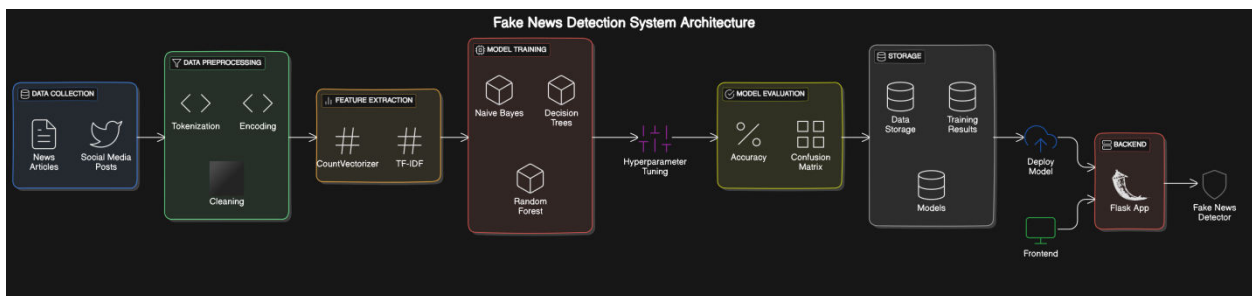 Fake News Detection System Architecture
DATA COLLECTION
News
Articles
Social Media
Posts
DATA PREPROCESSING
Tokenization
Encoding
Cleaning
FEATURE EXTRACTION
CountVectorizer
TF-IDF
MODEL TRAINING
Naive Bayes
Decision
Trees
Random
Forest
Hyperparameter
Tuning
MODEL EVALUATION
Accuracy
Confusion
Matrix
STORAGE
Data
Storage
Training
Results
Models
Deploy
Model
Frontend
BACKEND
Flask App
Fake News
Detector